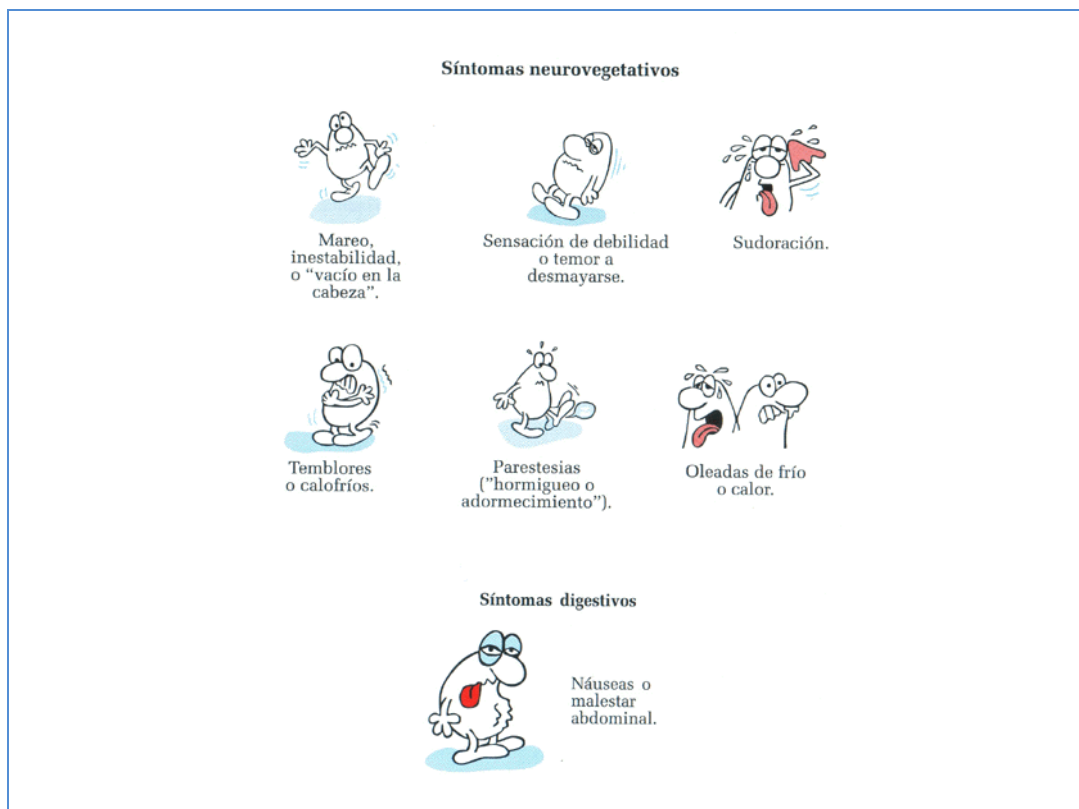 Síntomas neurovegetativos
Mareo,
inestabilidad,
o “vacío en la
cabeza”.
Sensación de debilidad
o temor a
desmayarse.
Sudoración.
Temblores
o calofríos.
Parestesias
(”hormigueo o
adormecimiento”).
Oleadas de frío
o calor.
Síntomas digestivos
Náuseas o
malestar
abdominal.